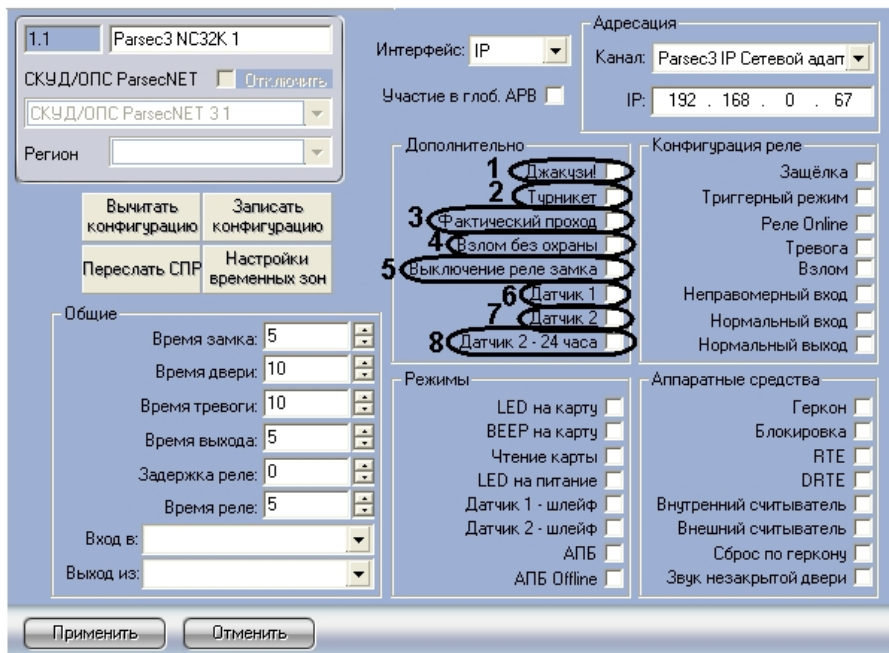 1.1 Parsec3 NC32K 1
СКУД/ОПС ParsecNET Отключить
СКУД/ОПС ParsecNET 3 1
Регион
Интерфейс: IP
Участие в глоб. АРВ
Адресация
Канал: Parsec3 IP Сетевой адап
IP: 192 . 168 . 0 . 67
Вычитать конфигурацию
Записать конфигурацию
Переслать СПР
Настройки временных зон
Общие
Время замка: 5
Время двери: 10
Время тревоги: 10
Время выхода: 5
Задержка реле: 0
Время реле: 5
Вход в:
Выход из:
Дополнительно
1 Джакузи!
2 Турникет
3 Фактический проход
4 Взлом без охраны
5 Выключение реле замка
6 Датчик 1
7 Датчик 2
8 Датчик 2 - 24 часа
Конфигурация реле
Защёлка
Триггерный режим
Реле Online
Тревога
Взлом
Неправомерный вход
Нормальный вход
Нормальный выход
Режимы
LED на карту
BEEP на карту
Чтение карты
LED на питание
Датчик 1 - шлейф
Датчик 2 - шлейф
АПБ
АПБ Offline
Аппаратные средства
Геркон
Блокировка
RTE
DRTE
Внутренний считыватель
Внешний считыватель
Сброс по геркону
Звук незакрытой двери
Применить
Отменить